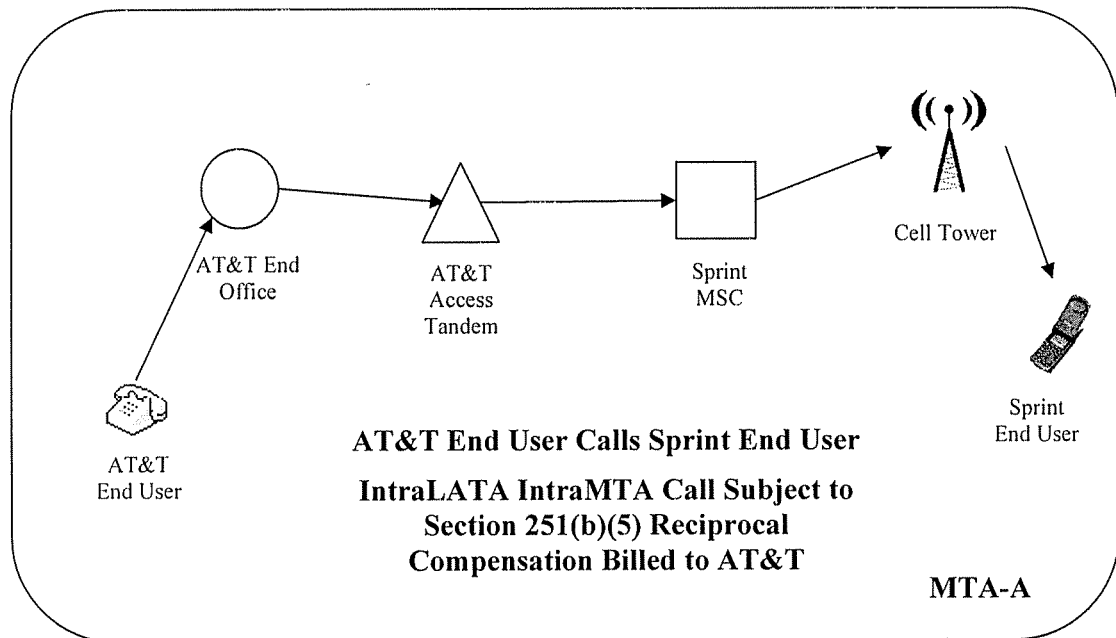 Cell Tower
AT&T End
Office
AT&T
Access
Tandem
Sprint
MSC
AT&T
End User
Sprint
End User
AT&T End User Calls Sprint End User
IntraLATA IntraMTA Call Subject to
Section 251(b)(5) Reciprocal
Compensation Billed to AT&T
MTA-A